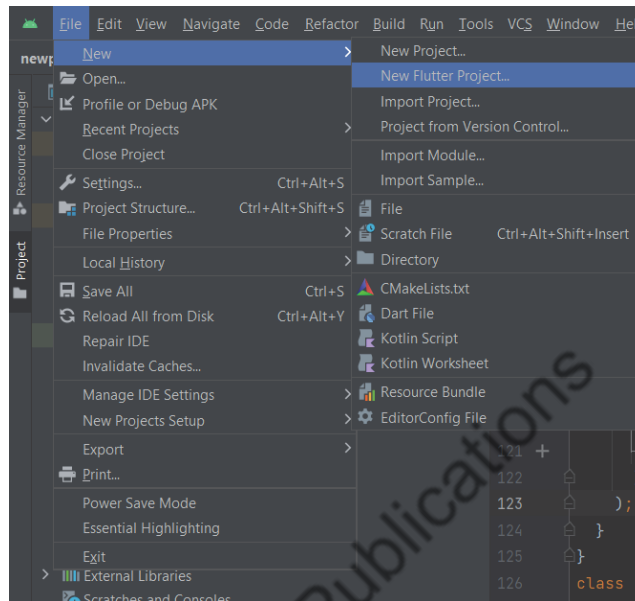 File Edit View Navigate Code Refactor Build Run Tools VCS Window Hel
newp
Resource Manager
Project
New
Open...
Profile or Debug APK
Recent Projects
Close Project
Settings... Ctrl+Alt+S
Project Structure... Ctrl+Alt+Shift+S
File Properties
Local History
Save All Ctrl+S
Reload All from Disk Ctrl+Alt+Y
Repair IDE
Invalidate Caches...
Manage IDE Settings
New Projects Setup
Export
Print...
Power Save Mode
Essential Highlighting
Exit
External Libraries
Scratches and Consoles
New Project...
New Flutter Project...
Import Project...
Project from Version Control...
Import Module...
Import Sample...
File
Scratch File Ctrl+Alt+Shift+Insert
Directory
CMakeLists.txt
Dart File
Kotlin Script
Kotlin Worksheet
Resource Bundle
EditorConfig File
121 +
122
123 );
124 }
125 }
126 class
Publications